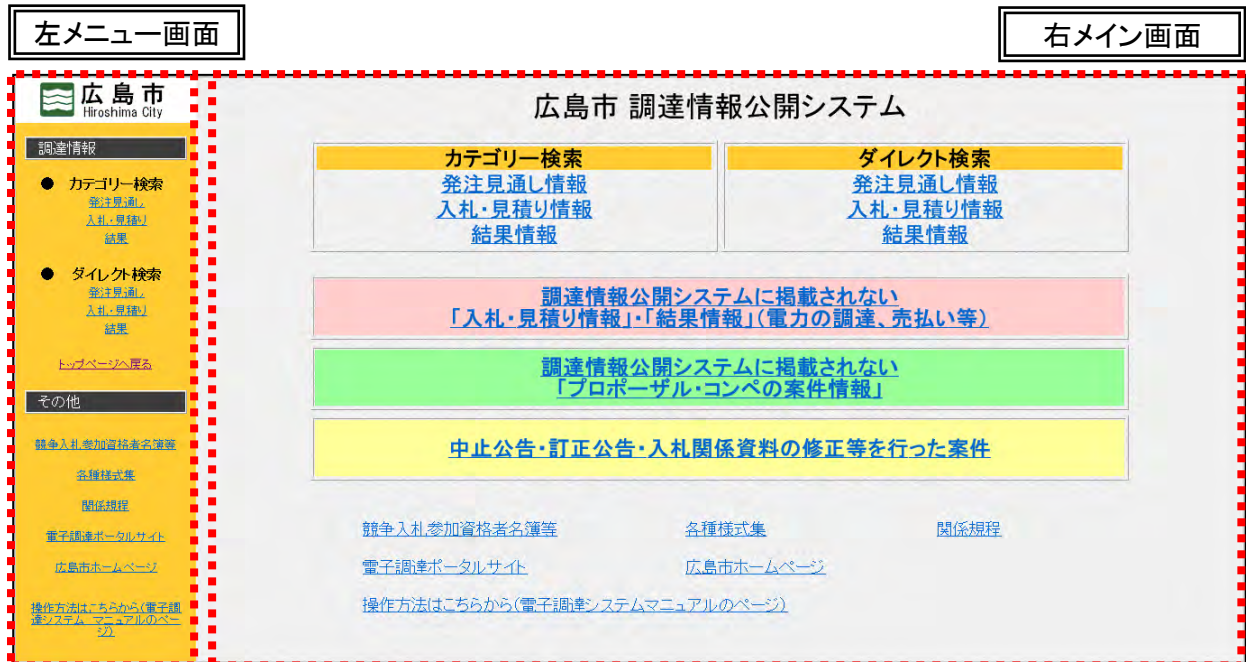 左メニュー画面
右メイン画面
広島市
Hiroshima City
調達情報
● カテゴリー検索
発注見通し
入札・見積り
結果
● ダイレクト検索
発注見通し
入札・見積り
結果
トップページへ戻る
その他
競争入札参加資格者名簿等
各種様式集
関係規程
電子調達ポータルサイト
広島市ホームページ
操作方法はこちらから(電子調
達システム マニュアルのペー
ジ)
広島市 調達情報公開システム
カテゴリー検索
発注見通し情報
入札・見積り情報
結果情報
ダイレクト検索
発注見通し情報
入札・見積り情報
結果情報
調達情報公開システムに掲載されない
「入札・見積り情報」・「結果情報」(電力の調達、売払い等)
調達情報公開システムに掲載されない
「プロポーザル・コンペの案件情報」
中止公告・訂正公告・入札関係資料の修正等を行った案件
競争入札参加資格者名簿等 各種様式集 関係規程
電子調達ポータルサイト 広島市ホームページ
操作方法はこちらから(電子調達システムマニュアルのページ)